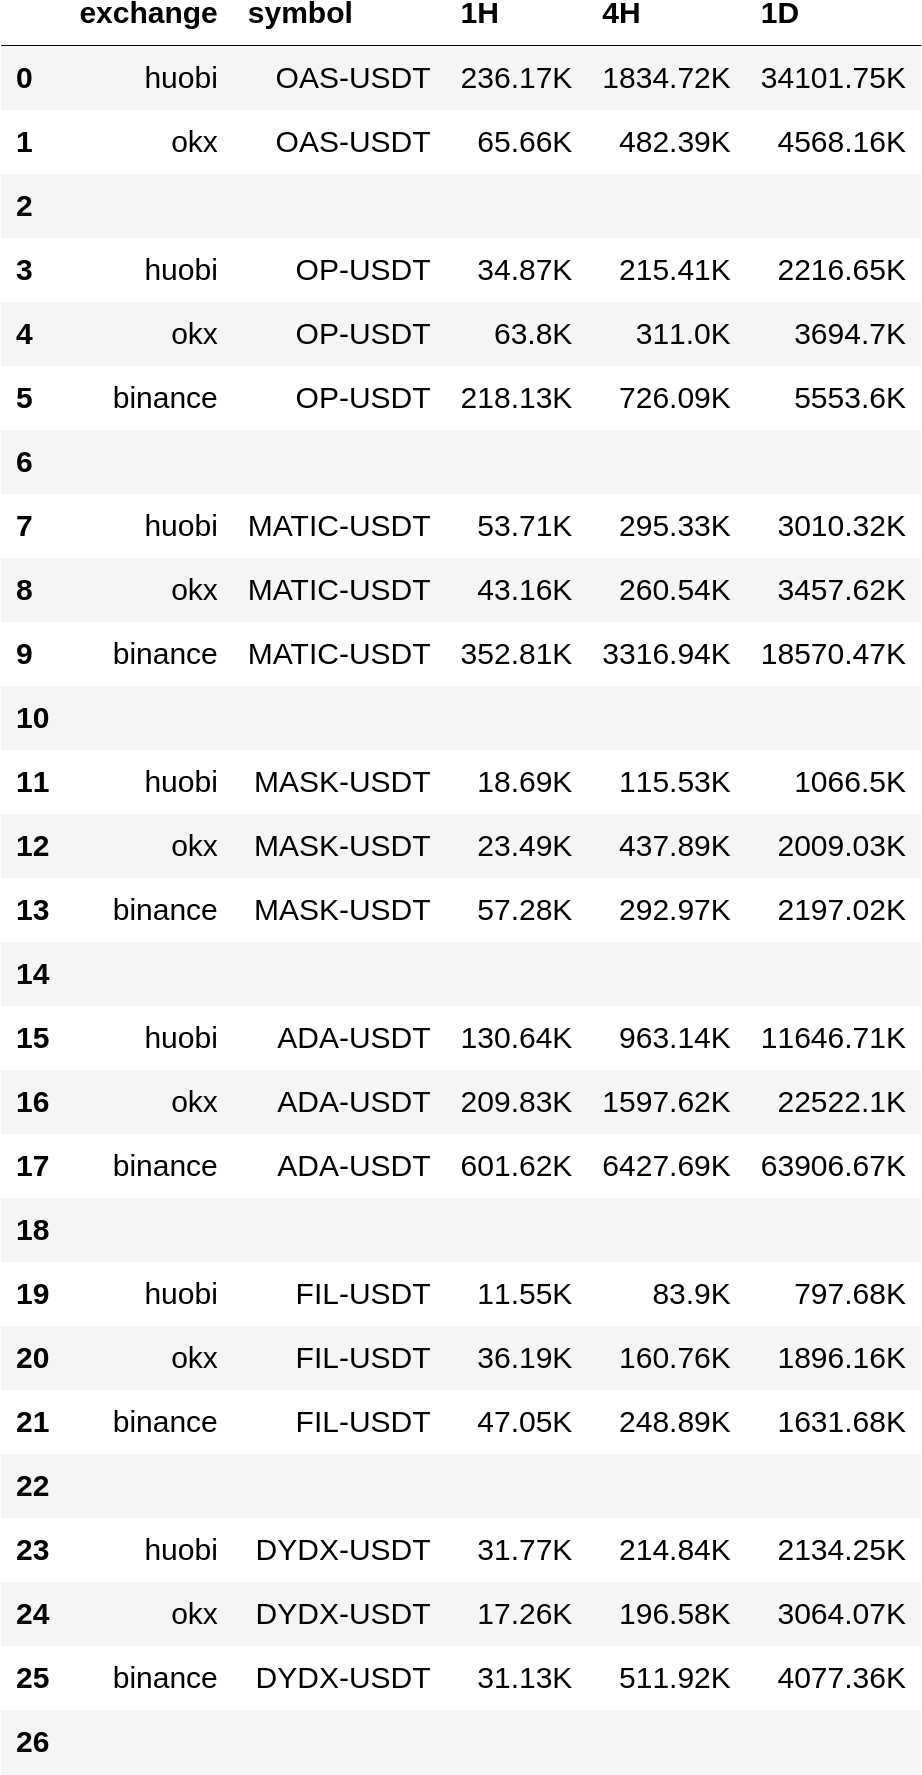 exchange symbol 1H 4H 1D
0 huobi OAS-USDT 236.17K 1834.72K 34101.75K
1 okx OAS-USDT 65.66K 482.39K 4568.16K
2
3 huobi OP-USDT 34.87K 215.41K 2216.65K
4 okx OP-USDT 63.8K 311.0K 3694.7K
5 binance OP-USDT 218.13K 726.09K 5553.6K
6
7 huobi MATIC-USDT 53.71K 295.33K 3010.32K
8 okx MATIC-USDT 43.16K 260.54K 3457.62K
9 binance MATIC-USDT 352.81K 3316.94K 18570.47K
10
11 huobi MASK-USDT 18.69K 115.53K 1066.5K
12 okx MASK-USDT 23.49K 437.89K 2009.03K
13 binance MASK-USDT 57.28K 292.97K 2197.02K
14
15 huobi ADA-USDT 130.64K 963.14K 11646.71K
16 okx ADA-USDT 209.83K 1597.62K 22522.1K
17 binance ADA-USDT 601.62K 6427.69K 63906.67K
18
19 huobi FIL-USDT 11.55K 83.9K 797.68K
20 okx FIL-USDT 36.19K 160.76K 1896.16K
21 binance FIL-USDT 47.05K 248.89K 1631.68K
22
23 huobi DYDX-USDT 31.77K 214.84K 2134.25K
24 okx DYDX-USDT 17.26K 196.58K 3064.07K
25 binance DYDX-USDT 31.13K 511.92K 4077.36K
26